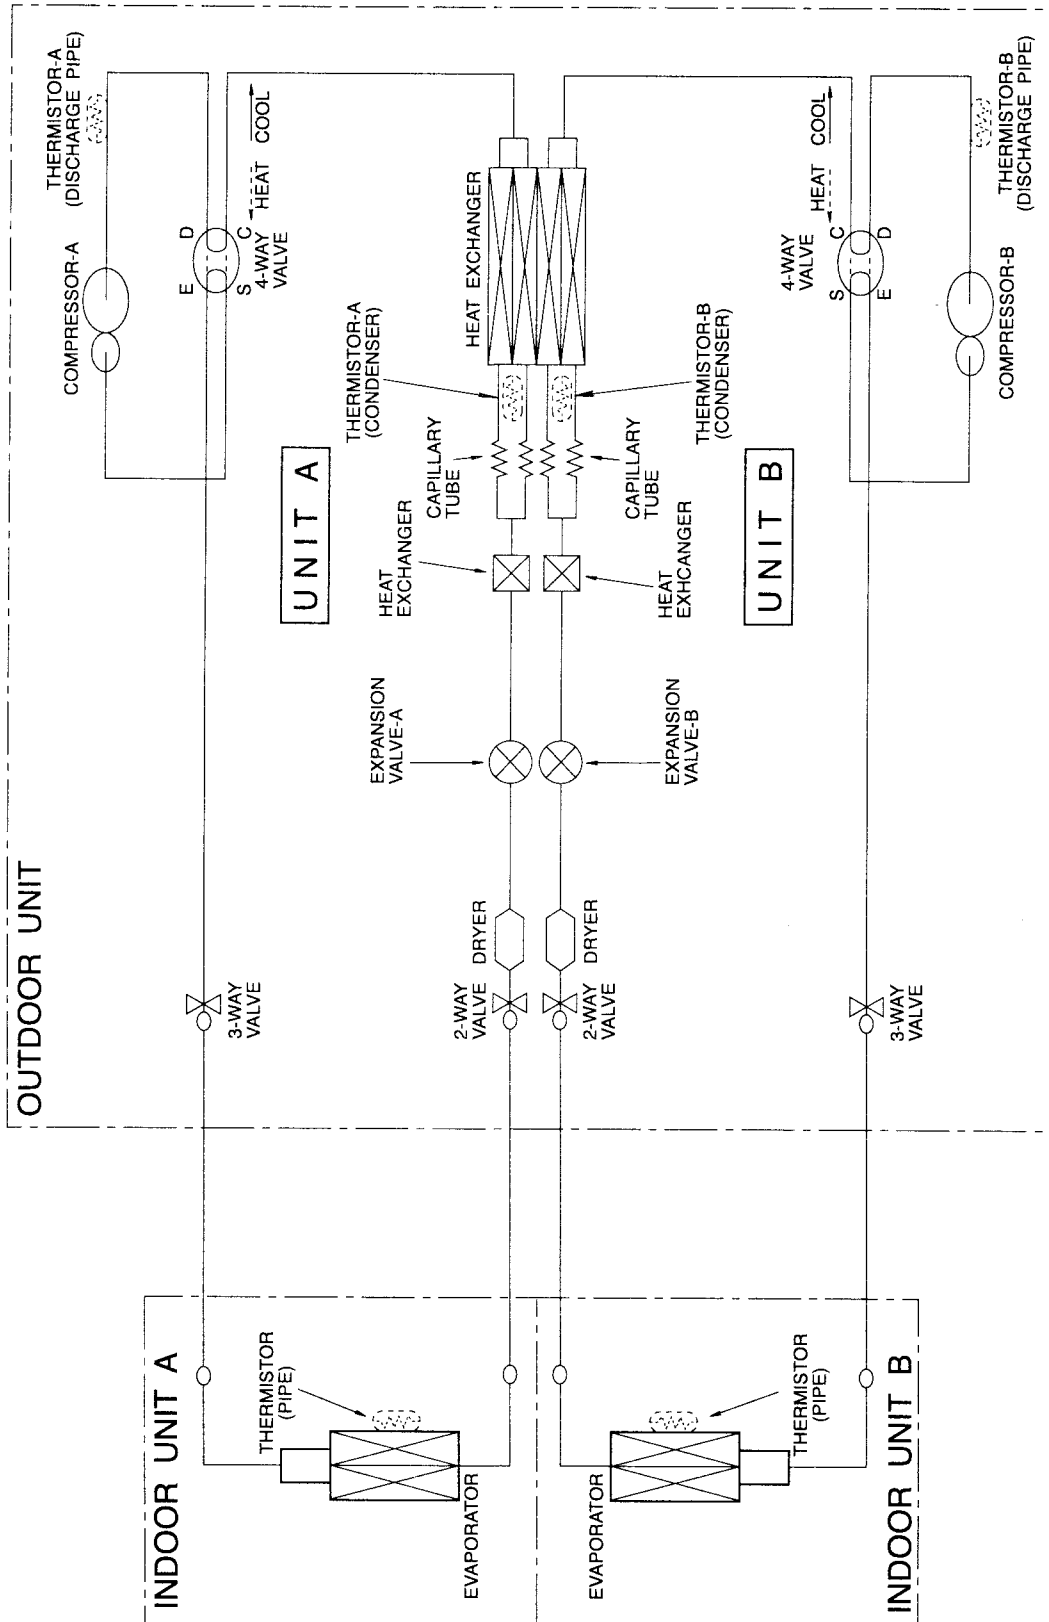 OUTDOOR UNIT
THERMISTOR-A
(DISCHARGE PIPE)
COMPRESSOR-A
E
D
S
C
4-WAY
VALVE
HEAT
COOL
3-WAY
VALVE
UNIT A
THERMISTOR-A
(CONDENSER)
HEAT EXCHANGER
CAPILLARY
TUBE
HEAT
EXCHANGER
EXPANSION
VALVE-A
DRYER
2-WAY
VALVE
INDOOR UNIT A
THERMISTOR
(PIPE)
EVAPORATOR
2-WAY
VALVE
DRYER
EXPANSION
VALVE-B
HEAT
EXHCANGER
CAPILLARY
TUBE
THERMISTOR-B
(CONDENSER)
UNIT B
4-WAY
VALVE
HEAT
COOL
S
C
E
D
3-WAY
VALVE
COMPRESSOR-B
THERMISTOR-B
(DISCHARGE PIPE)
EVAPORATOR
THERMISTOR
(PIPE)
INDOOR UNIT B